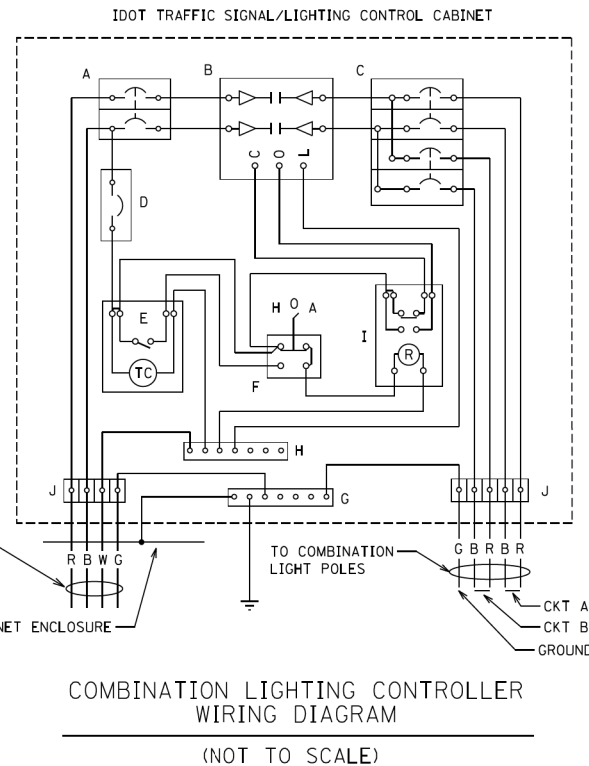 IDOT TRAFFIC SIGNAL/LIGHTING CONTROL CABINET
A
B
C
C O L
D
E
TC
H O A
F
I
R
H
J
G
J
R B W G
G B R B R
TO COMBINATION
LIGHT POLES
CKT A
NET ENCLOSURE
CKT B
GROUND
COMBINATION LIGHTING CONTROLLER
WIRING DIAGRAM
(NOT TO SCALE)